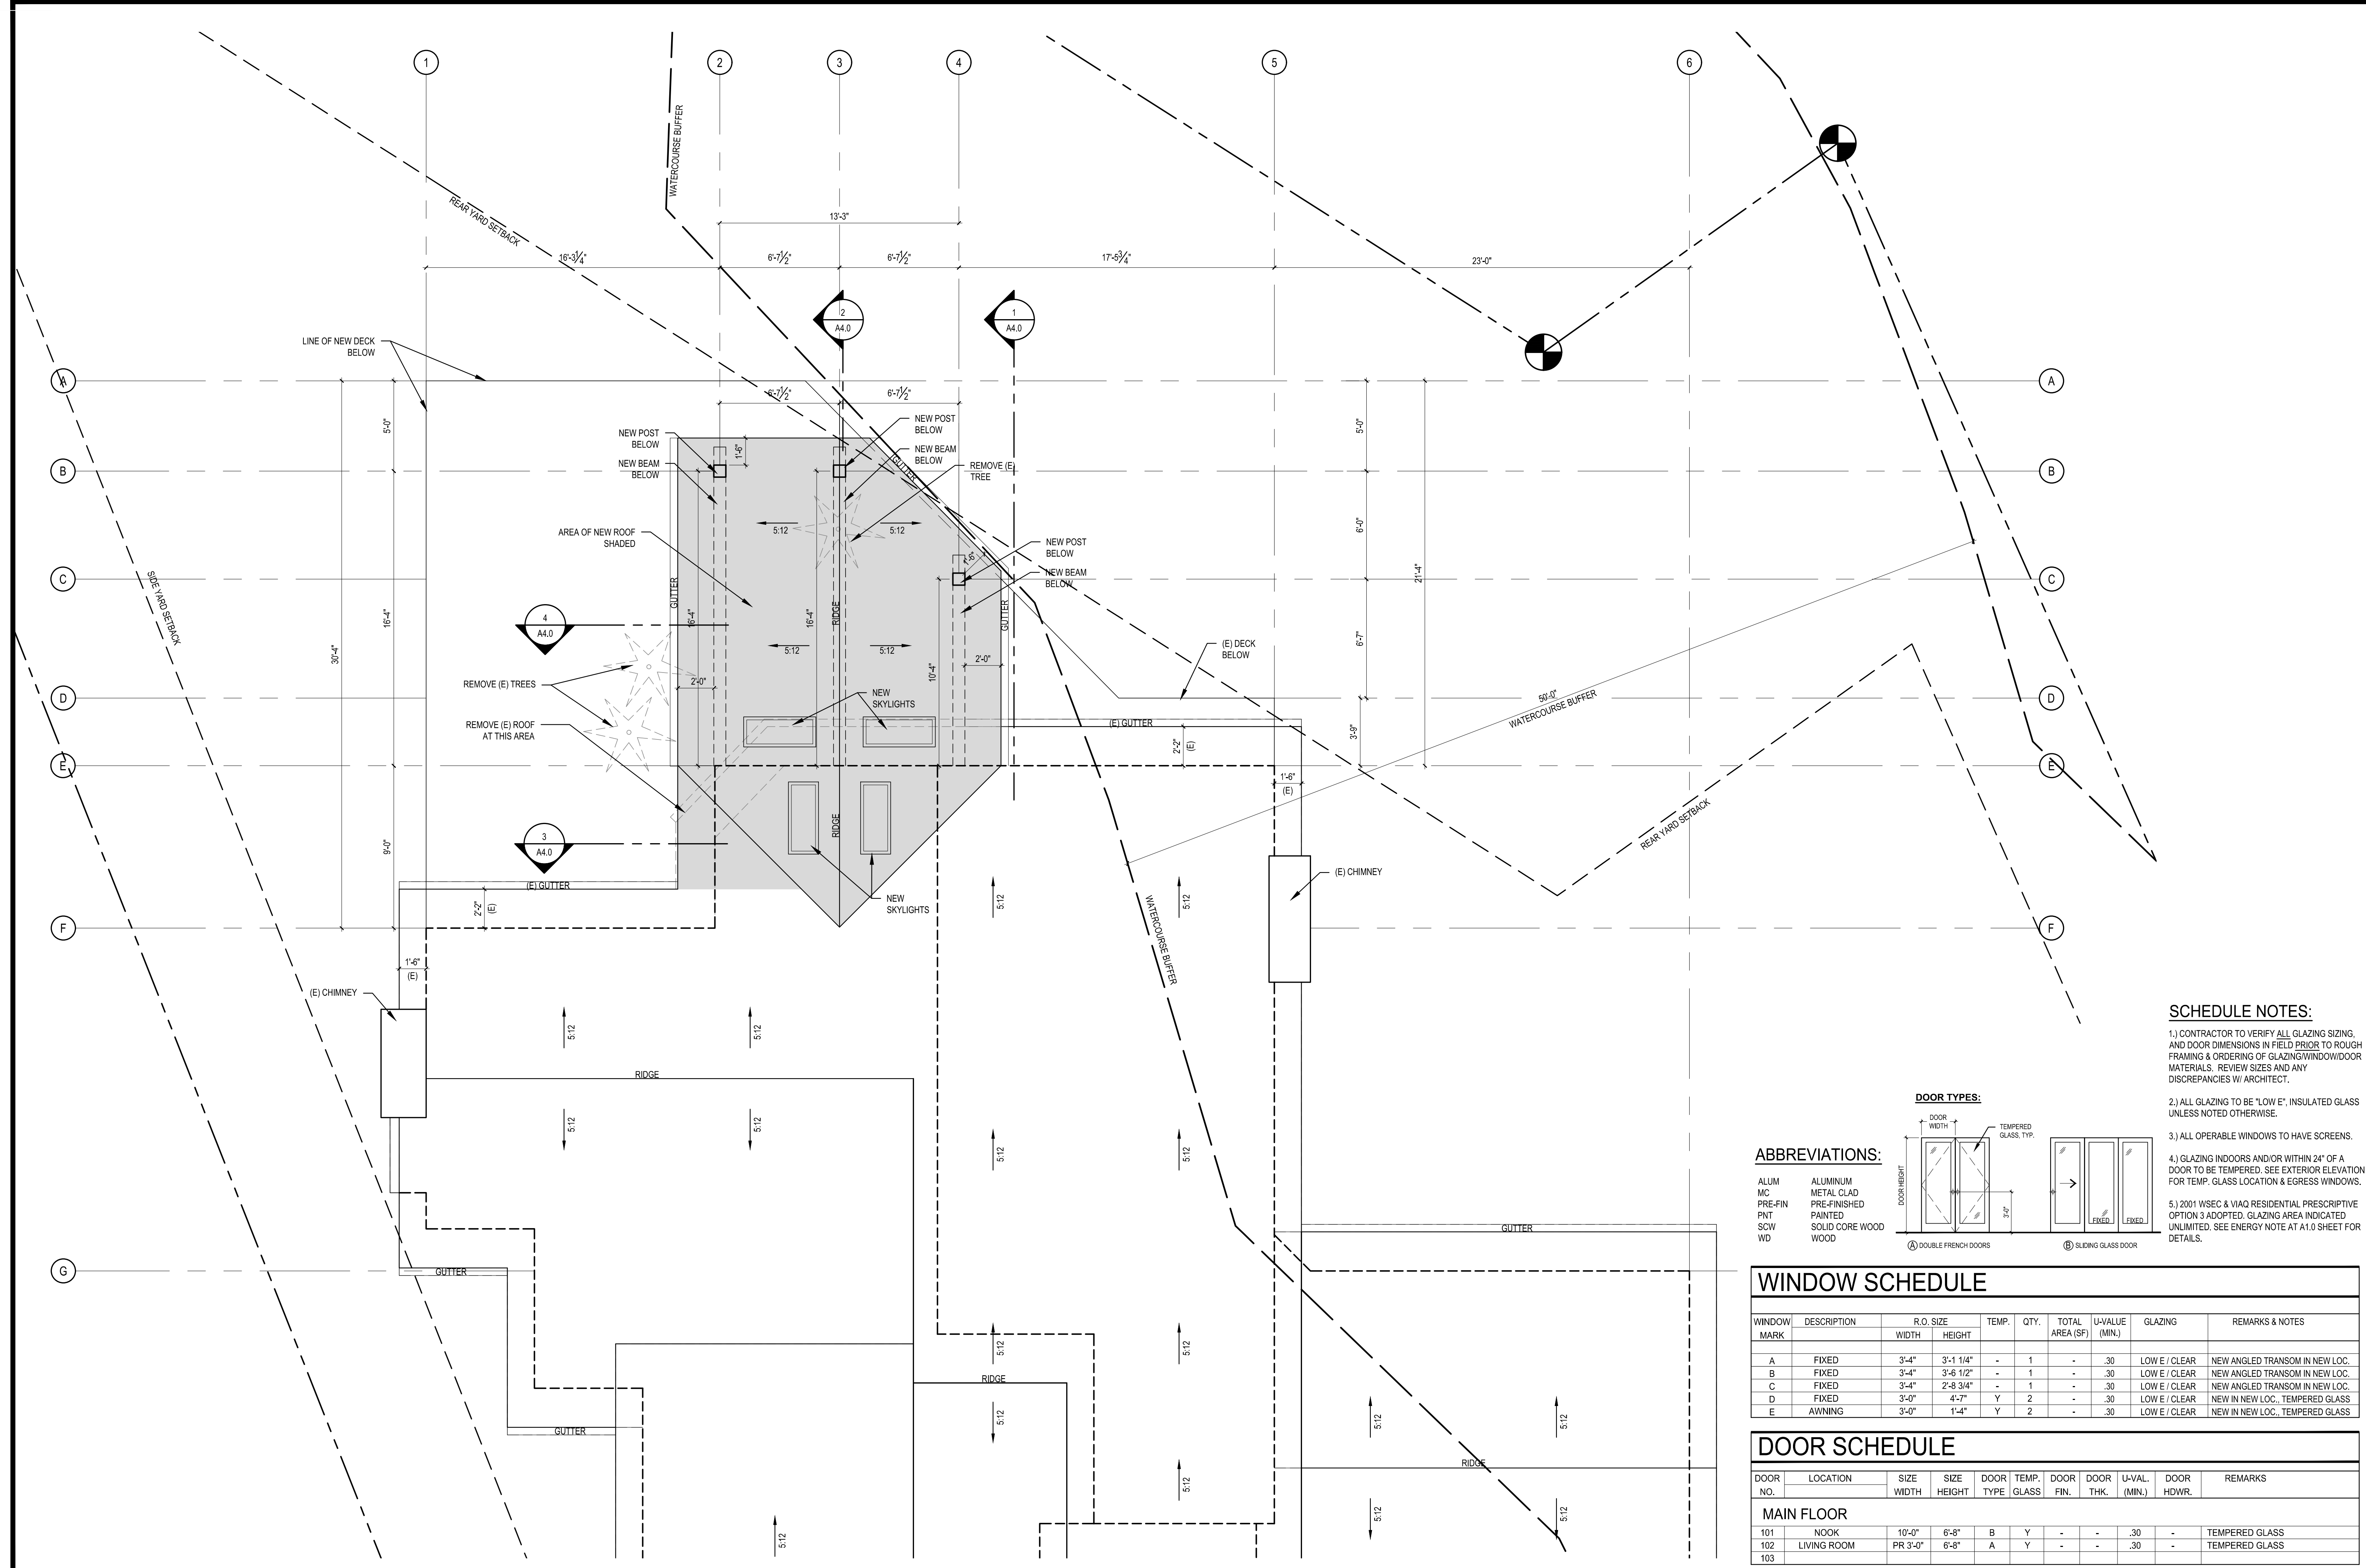 1
2
3
4
5
6
WATERCOURSE BUFFER
REAR YARD SETBACK
13'-3"
16'-3 1/4"
6'-7 1/2"
6'-7 1/2"
17'-5 3/4"
23'-0"
2
A4.0
1
A4.0
LINE OF NEW DECK
BELOW
A
A
6'-7 1/2"
6'-7 1/2"
5'-0"
5'-0"
NEW POST
BELOW
NEW POST
BELOW
1'-6"
NEW BEAM
BELOW
NEW BEAM
BELOW
GUTTER
REMOVE (E)
TREE
B
B
AREA OF NEW ROOF
SHADED
5:12
5:12
6'-0"
NEW POST
BELOW
1'-6"
NEW BEAM
BELOW
C
C
SIDE YARD SETBACK
GUTTER
16'-4"
16'-4"
16'-4"
RIDGE
GUTTER
21'-4"
4
A4.0
30'-4"
5:12
5:12
6'-7"
(E) DECK
BELOW
2'-0"
10'-4"
REMOVE (E) TREES
2'-0"
NEW
SKYLIGHTS
D
D
50'-0"
WATERCOURSE BUFFER
REMOVE (E) ROOF
AT THIS AREA
(E) GUTTER
3'-9"
2'-2"
(E)
E
E
1'-6"
(E)
RIDGE
REAR YARD SETBACK
3
A4.0
9'-0"
(E) GUTTER
(E) CHIMNEY
2'-2"
(E)
NEW
SKYLIGHTS
5:12
5:12
F
F
WATERCOURSE BUFFER
1'-6"
(E)
(E) CHIMNEY
5:12
5:12
RIDGE
5:12
5:12
5:12
5:12
GUTTER
G
GUTTER
5:12
5:12
RIDGE
5:12
5:12
5:12
GUTTER
RIDGE
5:12
5:12
5:12
5:12
5:12
SCHEDULE NOTES:
1.) CONTRACTOR TO VERIFY ALL GLAZING SIZING,
AND DOOR DIMENSIONS IN FIELD PRIOR TO ROUGH
FRAMING & ORDERING OF GLAZING/WINDOW/DOOR
MATERIALS. REVIEW SIZES AND ANY
DISCREPANCIES W/ ARCHITECT.
2.) ALL GLAZING TO BE "LOW E", INSULATED GLASS
UNLESS NOTED OTHERWISE.
3.) ALL OPERABLE WINDOWS TO HAVE SCREENS.
4.) GLAZING INDOORS AND/OR WITHIN 24" OF A
DOOR TO BE TEMPERED. SEE EXTERIOR ELEVATION
FOR TEMP. GLASS LOCATION & EGRESS WINDOWS.
5.) 2001 WSEC & VIAQ RESIDENTIAL PRESCRIPTIVE
OPTION 3 ADOPTED. GLAZING AREA INDICATED
UNLIMITED. SEE ENERGY NOTE AT A1.0 SHEET FOR
DETAILS.
DOOR TYPES:
DOOR
WIDTH
TEMPERED
GLASS, TYP.
DOOR HEIGHT
3'-0"
FIXED
FIXED
A DOUBLE FRENCH DOORS
B SLIDING GLASS DOOR
ABBREVIATIONS:
ALUM ALUMINUM
MC METAL CLAD
PRE-FIN PRE-FINISHED
PNT PAINTED
SCW SOLID CORE WOOD
WD WOOD
WINDOW SCHEDULE
WINDOW DESCRIPTION R.O. SIZE TEMP. QTY. TOTAL U-VALUE GLAZING REMARKS & NOTES
MARK WIDTH HEIGHT AREA (SF) (MIN.)
A FIXED 3'-4" 3'-1 1/4" - 1 - .30 LOW E / CLEAR NEW ANGLED TRANSOM IN NEW LOC.
B FIXED 3'-4" 3'-6 1/2" - 1 - .30 LOW E / CLEAR NEW ANGLED TRANSOM IN NEW LOC.
C FIXED 3'-4" 2'-8 3/4" - 1 - .30 LOW E / CLEAR NEW ANGLED TRANSOM IN NEW LOC.
D FIXED 3'-0" 4'-7" Y 2 - .30 LOW E / CLEAR NEW IN NEW LOC., TEMPERED GLASS
E AWNING 3'-0" 1'-4" Y 2 - .30 LOW E / CLEAR NEW IN NEW LOC., TEMPERED GLASS
DOOR SCHEDULE
DOOR LOCATION SIZE SIZE DOOR TEMP. DOOR DOOR U-VAL. DOOR REMARKS
NO. WIDTH HEIGHT TYPE GLASS FIN. THK. (MIN.) HDWR.
MAIN FLOOR
101 NOOK 10'-0" 6'-8" B Y - - .30 - TEMPERED GLASS
102 LIVING ROOM PR 3'-0" 6'-8" A Y - - .30 - TEMPERED GLASS
103